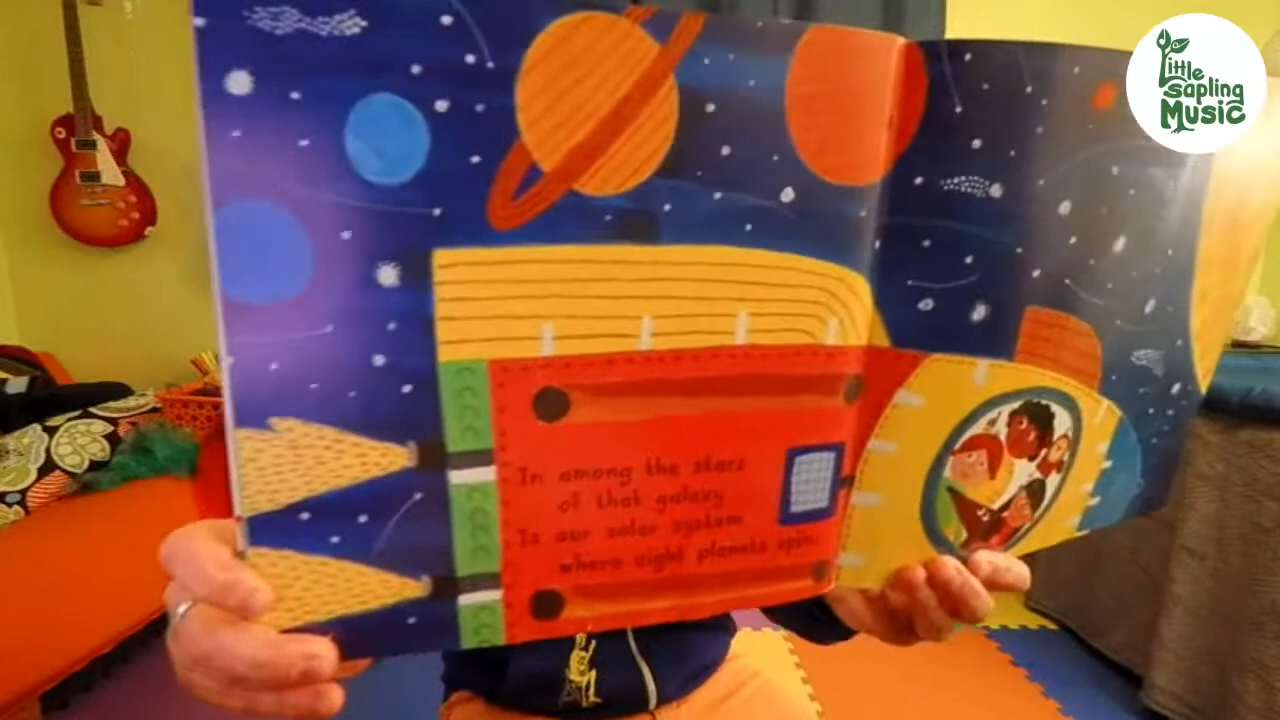 Little
Sapling
Music
In among the stars
of that galaxy
Is our solar system
where eight planets spin.